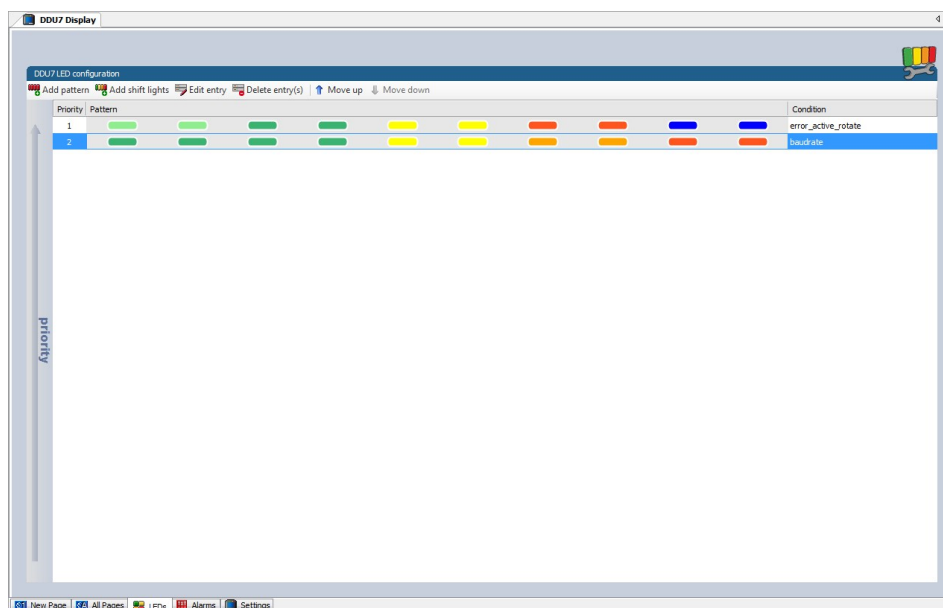 DDU7 Display
DDU7 LED configuration
Add pattern Add shift lights Edit entry Delete entry(s) Move up Move down
Priority Pattern Condition
1 error_active_rotate
2 baudrate
priority
New Page All Pages LEDs Alarms Settings